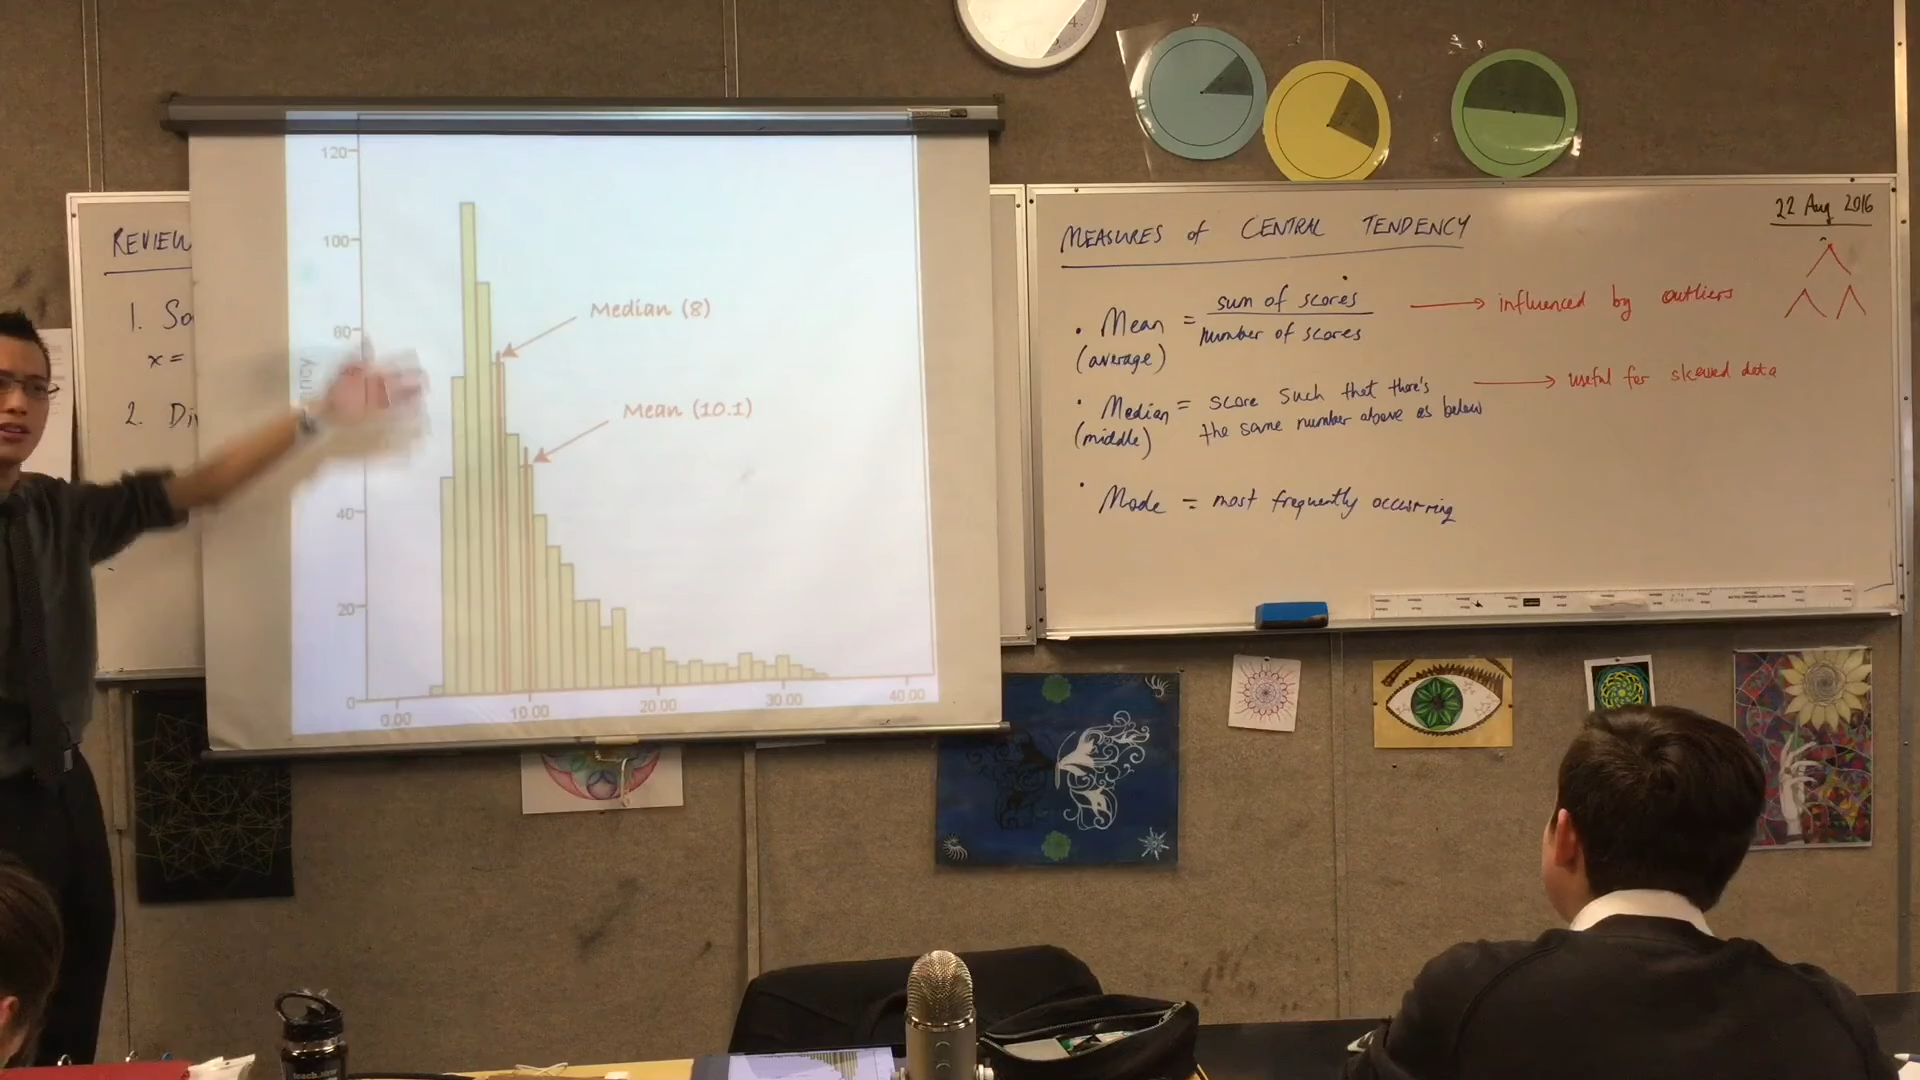 REVIEW
1. So
x =
2. Di
120
100
80
40
20
0
0.00
10.00
20.00
30.00
40.00
ncy
Median (8)
Mean (10.1)
22 Aug 2016
MEASURES of CENTRAL TENDENCY
• Mean = sum of scores → influenced by outliers
number of scores
(average)
• Median = score such that there's → useful for skewed data
(middle) the same number above as below
• Mode = most frequently occurring